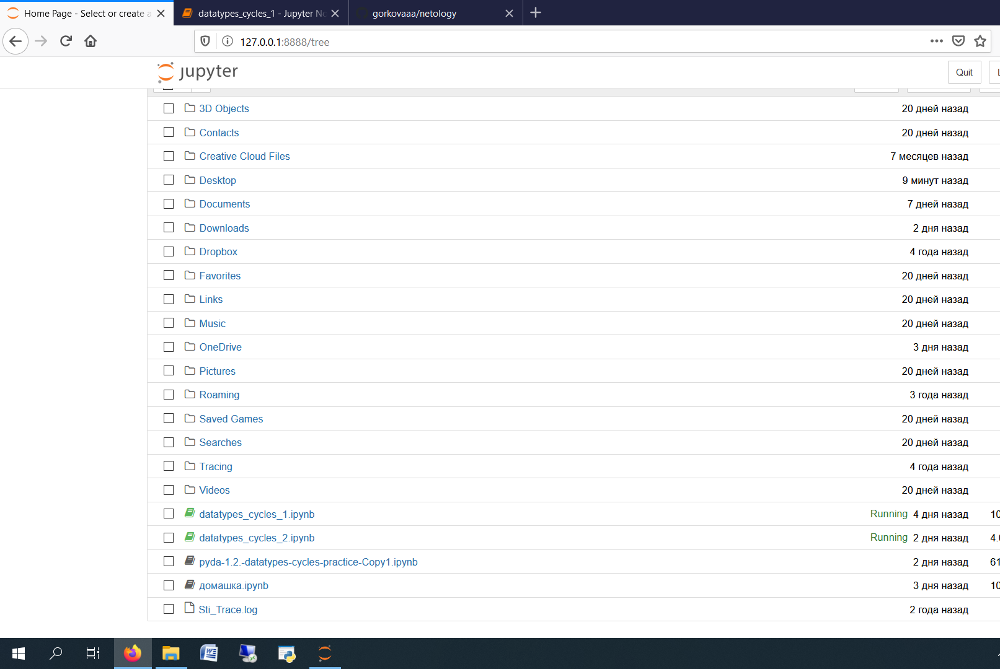 Home Page - Select or create a
datatypes_cycles_1 - Jupyter No
gorkovaaa/netology
127.0.0.1:8888/tree
jupyter
Quit
3D Objects 20 дней назад
Contacts 20 дней назад
Creative Cloud Files 7 месяцев назад
Desktop 9 минут назад
Documents 7 дней назад
Downloads 2 дня назад
Dropbox 4 года назад
Favorites 20 дней назад
Links 20 дней назад
Music 20 дней назад
OneDrive 3 дня назад
Pictures 20 дней назад
Roaming 3 года назад
Saved Games 20 дней назад
Searches 20 дней назад
Tracing 4 года назад
Videos 20 дней назад
datatypes_cycles_1.ipynb Running 4 дня назад 10
datatypes_cycles_2.ipynb Running 2 дня назад 4.
pyda-1.2.-datatypes-cycles-practice-Copy1.ipynb 2 дня назад 61
домашка.ipynb 3 дня назад 10
Sti_Trace.log 2 года назад